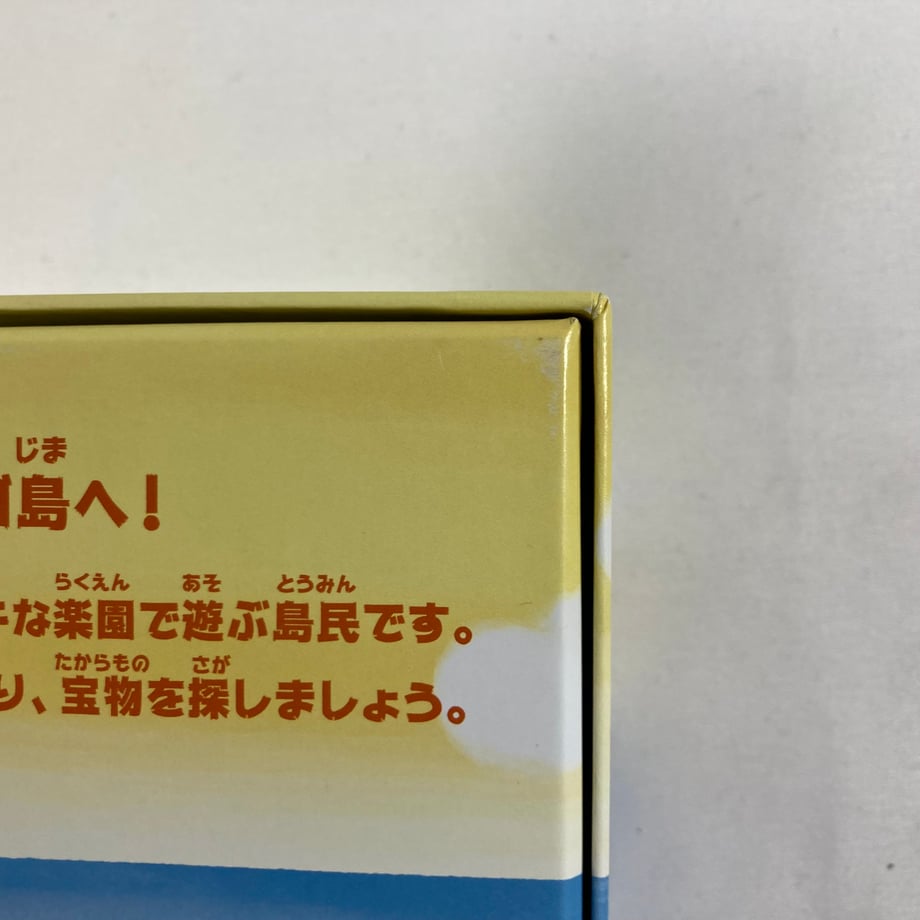 じま
島へ!
らくえん あそ とうみん
な楽園で遊ぶ島民です。
たからもの さが
り、宝物を探しましょう。